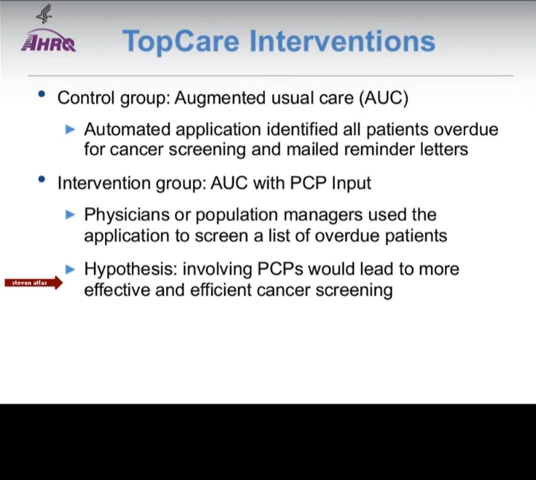 AHRQ
TopCare Interventions
• Control group: Augmented usual care (AUC)
► Automated application identified all patients overdue
for cancer screening and mailed reminder letters
• Intervention group: AUC with PCP Input
► Physicians or population managers used the
application to screen a list of overdue patients
► Hypothesis: involving PCPs would lead to more
effective and efficient cancer screening
steven atlas